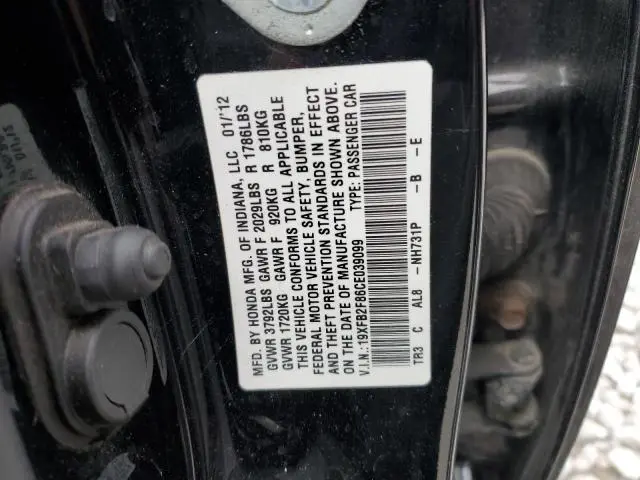 MFD. BY HONDA MFG. OF INDIANA, LLC 01/'12
GVWR 3792LBS GAWR F 2029LBS R 1786LBS
GVWR 1720KG GAWR F 920KG R 810KG
THIS VEHICLE CONFORMS TO ALL APPLICABLE
FEDERAL MOTOR VEHICLE SAFETY, BUMPER,
AND THEFT PREVENTION STANDARDS IN EFFECT
ON THE DATE OF MANUFACTURE SHOWN ABOVE.
V.I.N.:19XFB2F86CE039099 TYPE: PASSENGER CAR
TR3 C AL8 -NH731P -B -E